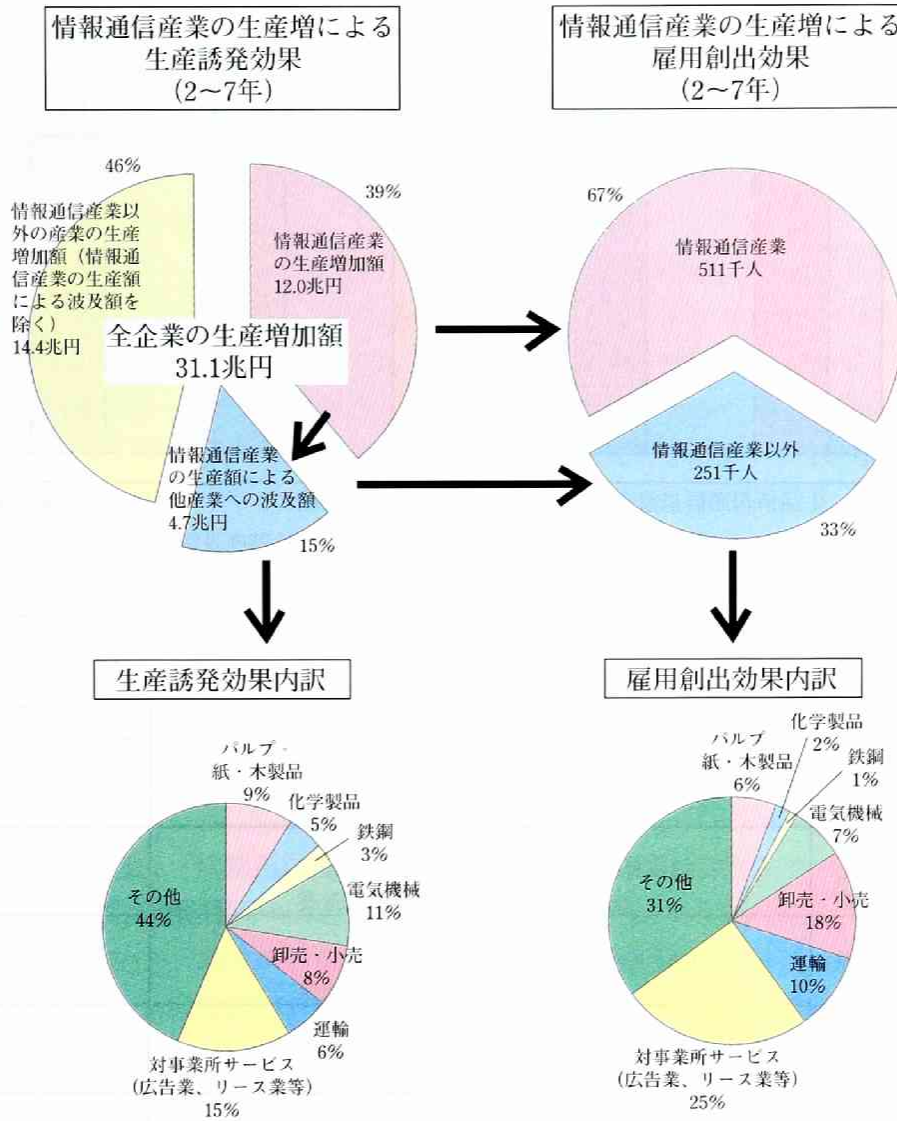 情報通信産業の生産増による
生産誘発効果
(2〜7年)
情報通信産業の生産増による
雇用創出効果
(2〜7年)
46%
情報通信産業以
外の産業の生産
増加額（情報通
信産業の生産額
による波及額を
除く）
14.4兆円
39%
情報通信産業
の生産増加額
12.0兆円
全企業の生産増加額
31.1兆円
情報通信産業
の生産額による
他産業への波及額
4.7兆円
15%
67%
情報通信産業
511千人
情報通信産業以外
251千人
33%
生産誘発効果内訳
パルプ・
紙・木製品
9%
化学製品
5%
鉄鋼
3%
電気機械
11%
卸売・小売
8%
運輸
6%
対事業所サービス
(広告業、リース業等)
15%
その他
44%
雇用創出効果内訳
パルプ
紙・木製品
6%
化学製品
2%
鉄鋼
1%
電気機械
7%
卸売・小売
18%
運輸
10%
対事業所サービス
(広告業、リース業等)
25%
その他
31%